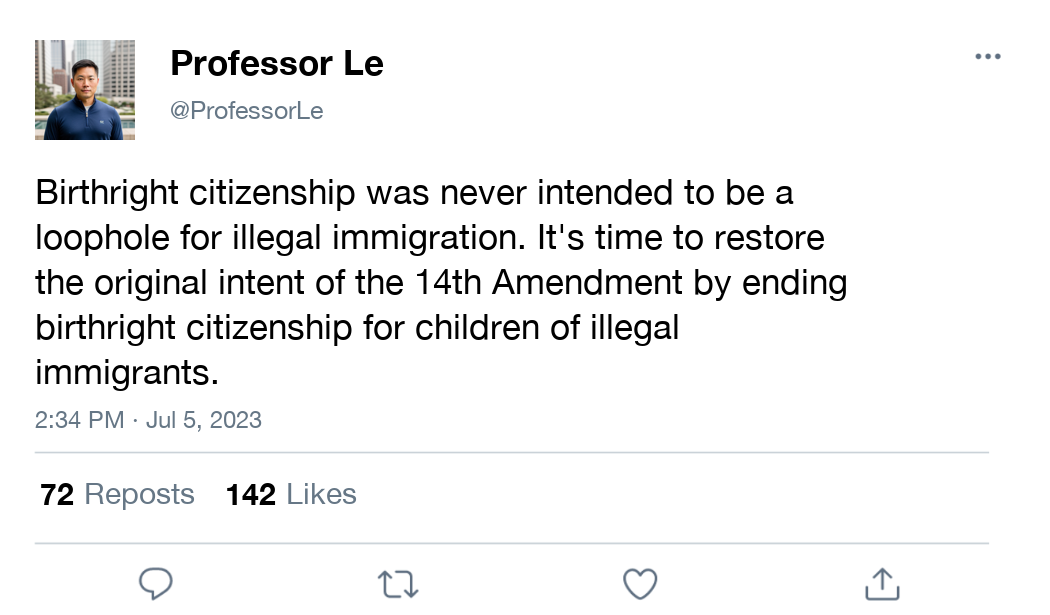 Professor Le
@ProfessorLe
Birthright citizenship was never intended to be a
loophole for illegal immigration. It's time to restore
the original intent of the 14th Amendment by ending
birthright citizenship for children of illegal
immigrants.
2:34 PM · Jul 5, 2023
72 Reposts 142 Likes